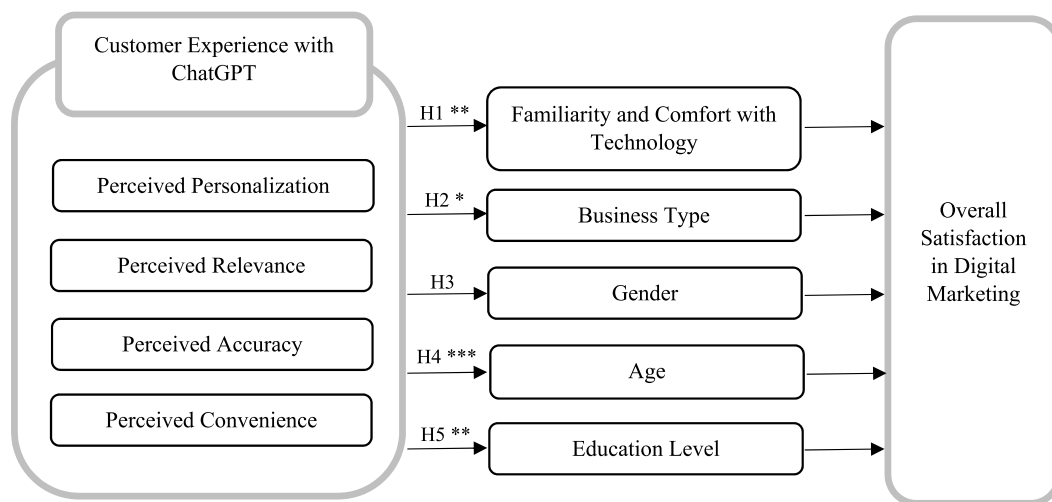 Customer Experience with
ChatGPT
Perceived Personalization
Perceived Relevance
Perceived Accuracy
Perceived Convenience
H1 **
H2 *
H3
H4 ***
H5 **
Familiarity and Comfort with
Technology
Business Type
Gender
Age
Education Level
Overall
Satisfaction
in Digital
Marketing